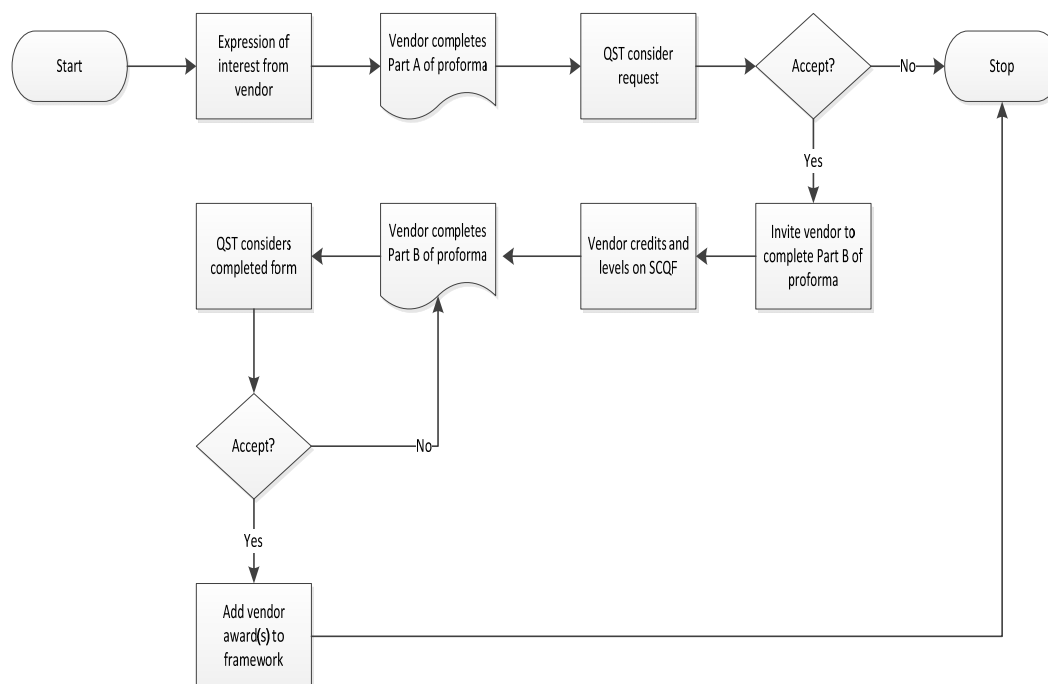 Start
Expression of
interest from
vendor
Vendor completes
Part A of proforma
QST consider
request
Accept?
No
Stop
Yes
Invite vendor to
complete Part B of
proforma
Vendor credits and
levels on SCQF
Vendor completes
Part B of proforma
QST considers
completed form
Accept?
No
Yes
Add vendor
award(s) to
framework